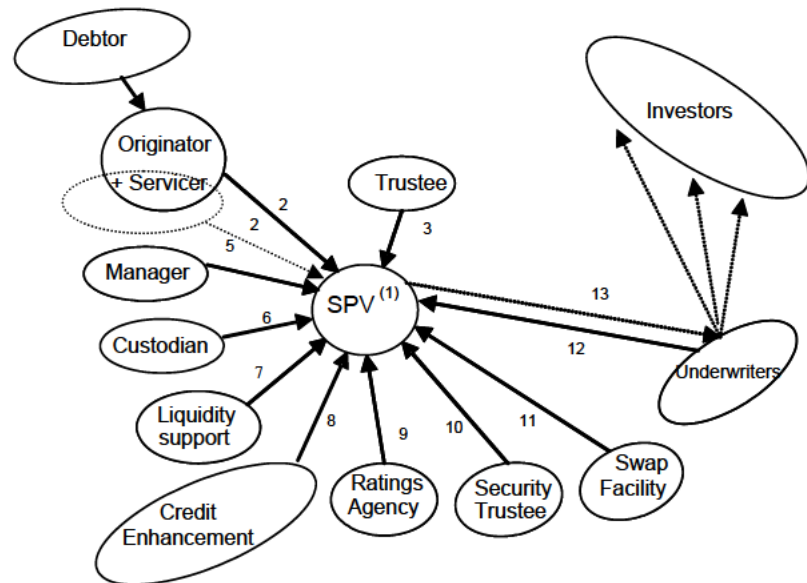 Debtor
Originator
+ Servicer
Investors
Trustee
2
2
3
5
Manager
SPV (1)
13
6
12
Custodian
Underwriters
7
Liquidity
support
8
9
10
11
Ratings
Agency
Security
Trustee
Swap
Facility
Credit
Enhancement